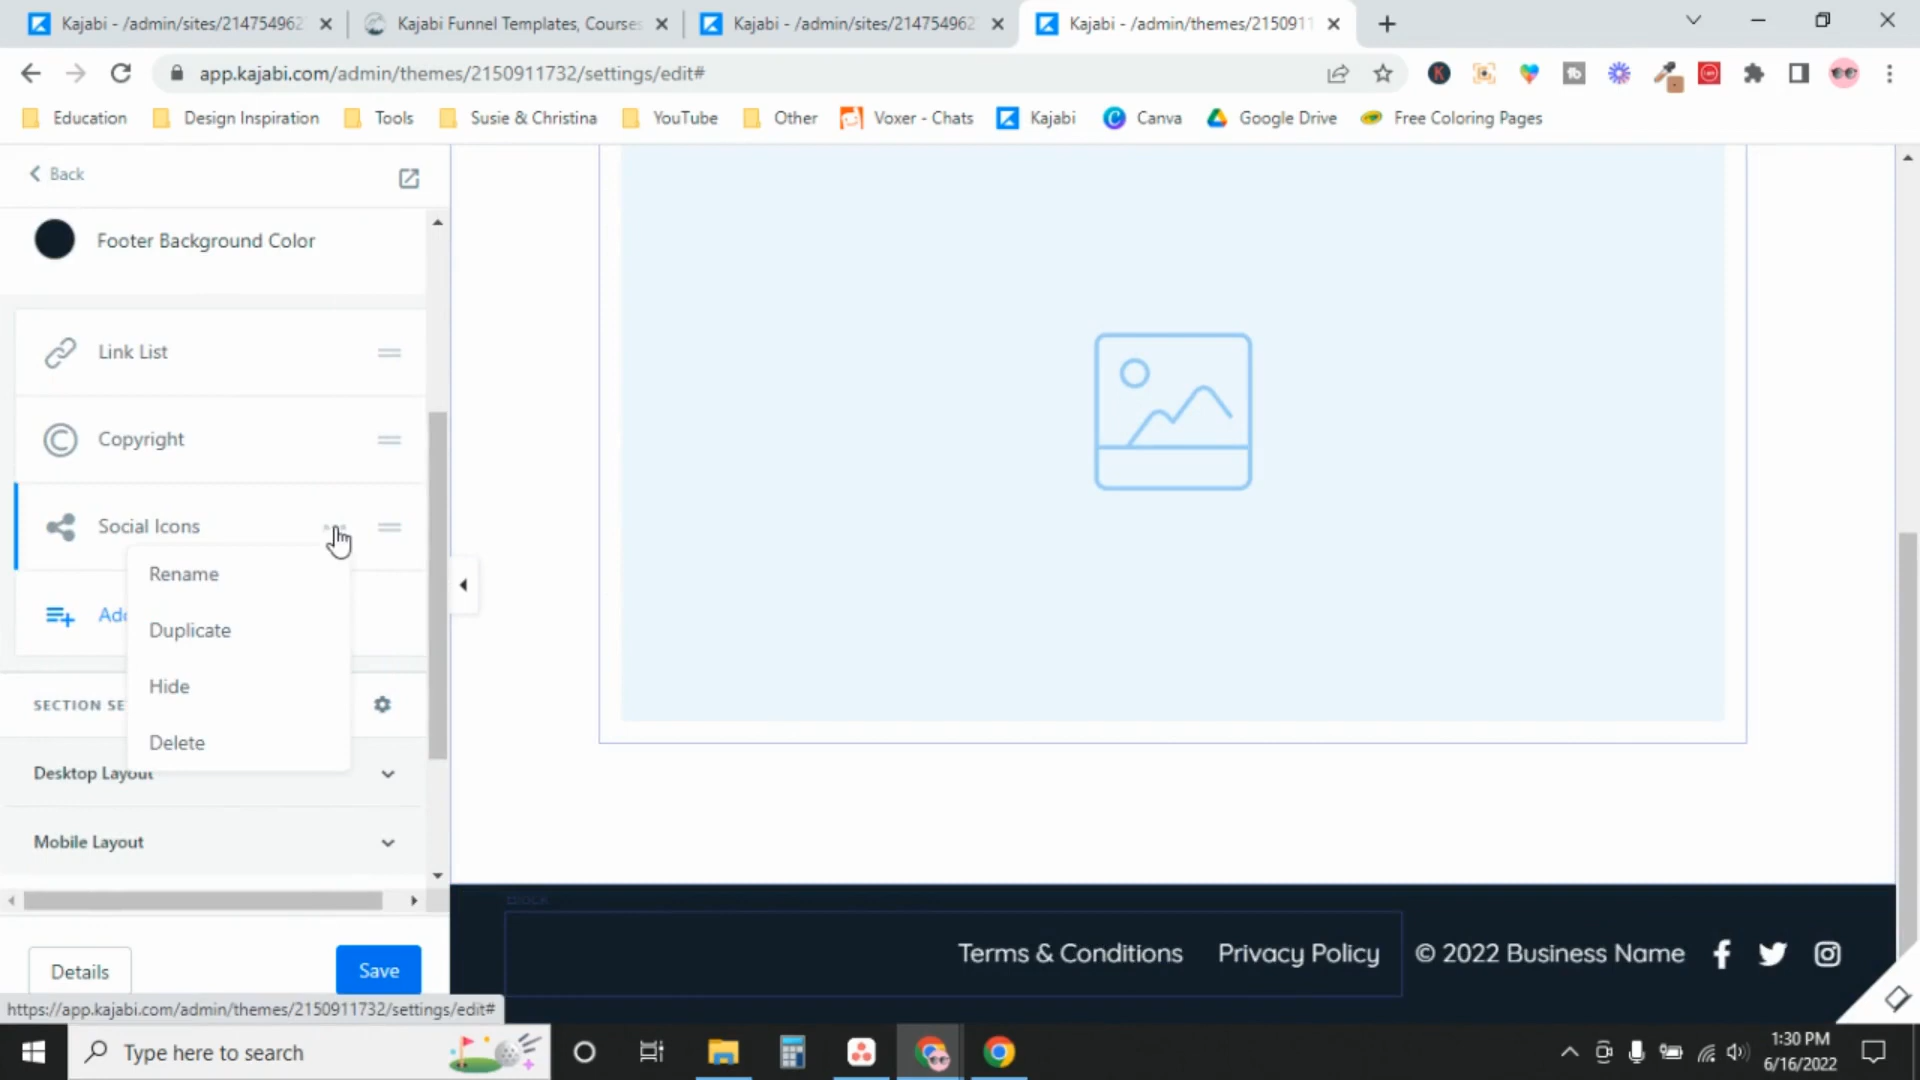 Kajabi - /admin/sites/214754962
Kajabi Funnel Templates, Courses
Kajabi - /admin/sites/214754962
Kajabi - /admin/themes/2150911
app.kajabi.com/admin/themes/2150911732/settings/edit#
Education
Design Inspiration
Tools
Susie & Christina
YouTube
Other
Voxer - Chats
Kajabi
Canva
Google Drive
Free Coloring Pages
Back
Footer Background Color
Link List
Copyright
Social Icons
Rename
Duplicate
Hide
Delete
SECTION SE
Desktop Layout
Mobile Layout
Details
Save
BLOCK
Terms & Conditions
Privacy Policy
© 2022 Business Name
https://app.kajabi.com/admin/themes/2150911732/settings/edit#
Type here to search
1:30 PM
6/16/2022